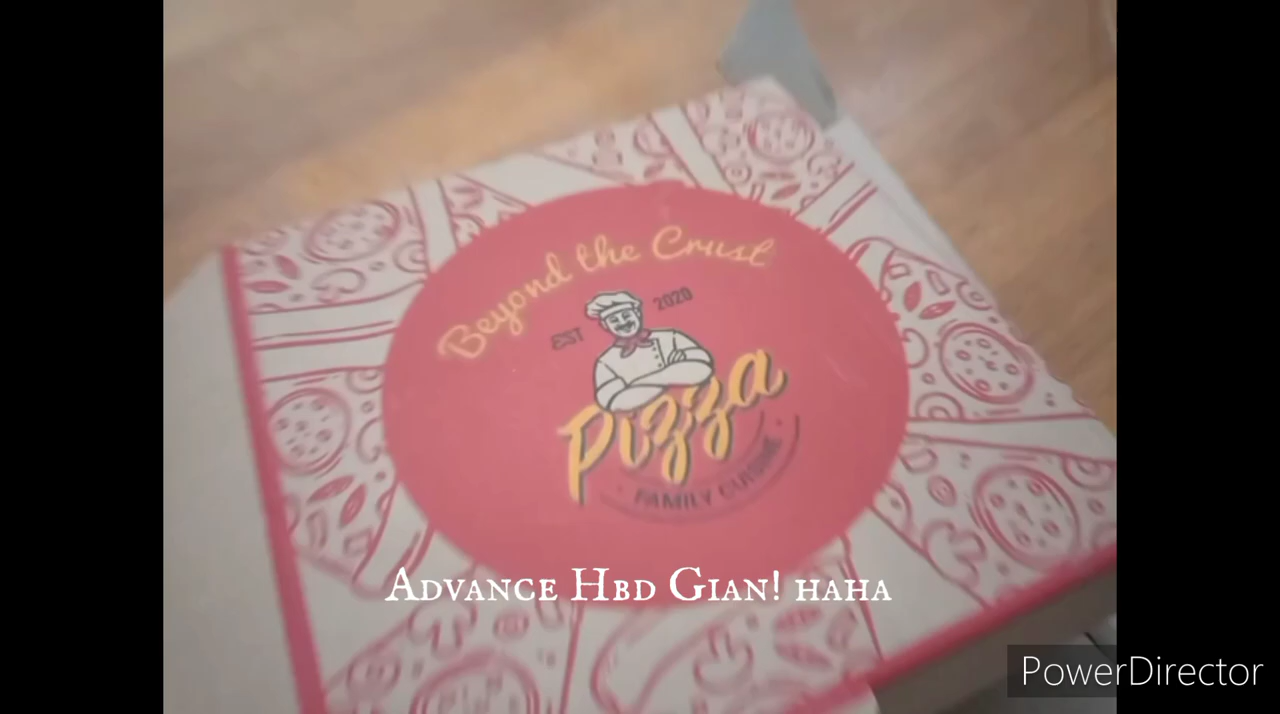 Beyond the Crust
EST 2020
Pizza
FAMILY CUISINE
ADVANCE HBD GIAN! HAHA
PowerDirector